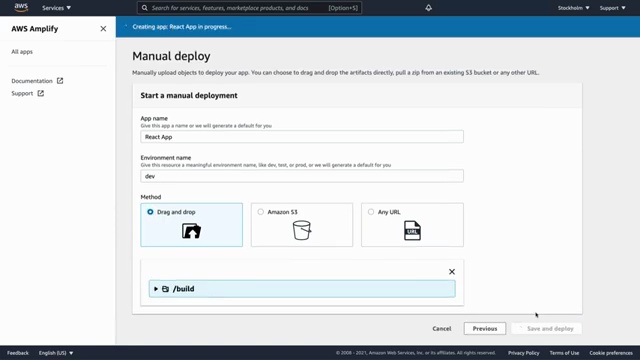 aws
Services
Search for services, features, marketplace products, and docs
[Option+S]
Stockholm
Support
AWS Amplify
All apps
Documentation
Support
Creating app: React App in progress...
Manual deploy
Manually upload objects to deploy your app. You can choose to drag and drop the artifacts directly, pull a zip from an existing S3 bucket or any other URL.
Start a manual deployment
App name
Give this app a name or we will generate a default for you
React App
Environment name
Give this resource a meaningful environment name, like dev, test, or prod, or we will generate a default for you
dev
Method
Drag and drop
Amazon S3
Any URL
URL
/build
Cancel
Previous
Save and deploy
Feedback
English (US)
© 2008 - 2021, Amazon Web Services, Inc. or its affiliates. All rights reserved.
Privacy Policy
Terms of Use
Cookie preferences